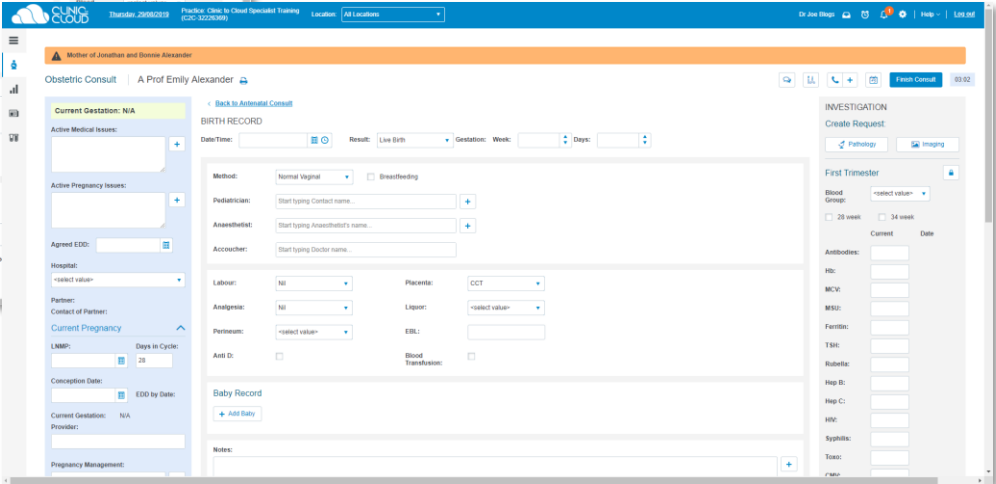 CLINIC TO CLOUD
Thursday, 29/08/2019
Practice: Clinic to Cloud Specialist Training
(C2C-32226369)
Location: All Locations
Dr Joe Blogs
Help
Log out
Mother of Jonathan and Bonnie Alexander
Obstetric Consult | A Prof Emily Alexander
Finish Consult
03:02
Current Gestation: N/A
Active Medical Issues:
+
Active Pregnancy Issues:
+
Agreed EDD:
Hospital:
<select value>
Partner:
Contact of Partner:
Current Pregnancy
LNMP: Days in Cycle:
28
Conception Date:
EDD by Date:
Current Gestation: N/A
Provider:
Pregnancy Management:
‹ Back to Antenatal Consult
BIRTH RECORD
Date/Time: Result: Live Birth Gestation: Week: Days:
Method: Normal Vaginal Breastfeeding
Pediatrician: Start typing Contact name... +
Anaesthetist: Start typing Anaesthetist's name... +
Accoucher: Start typing Doctor name...
Labour: Nil Placenta: CCT
Analgesia: Nil Liquor: <select value>
Perineum: <select value> EBL:
Anti D: Blood
Transfusion:
Baby Record
+ Add Baby
Notes:
+
INVESTIGATION
Create Request:
Pathology Imaging
First Trimester
Blood
Group: <select value>
28 week 34 week
Current Date
Antibodies:
Hb:
MCV:
MSU:
Ferritin:
TSH:
Rubella:
Hep B:
Hep C:
HIV:
Syphilis:
Toxo:
CMV: